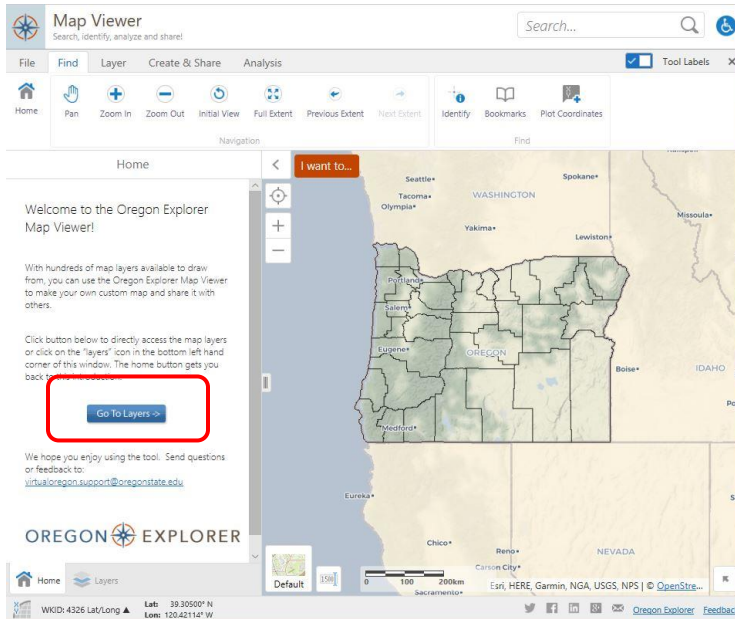 Map Viewer
Search, identify, analyze and share!
Search...
File Find Layer Create & Share Analysis
Tool Labels
Home
Pan
Zoom In
Zoom Out
Initial View
Full Extent
Previous Extent
Next Extent
Identify
Bookmarks
Plot Coordinates
Navigation
Find
Home
I want to...
Welcome to the Oregon Explorer
Map Viewer!
With hundreds of map layers available to draw
from, you can use the Oregon Explorer Map Viewer
to make your own custom map and share it with
others.
Click button below to directly access the map layers
or click on the "layers" icon in the bottom left hand
corner of this window. The home button gets you
back to this introduction.
Go To Layers ->
We hope you enjoy using the tool. Send questions
or feedback to:
virtualoregon.support@oregonstate.edu
OREGON EXPLORER
Home
Layers
Seattle
Spokane
Tacoma
WASHINGTON
Olympia
Missoula
Yakima
Lewiston
Portland
Salem
Eugene
OREGON
Boise
IDAHO
Medford
Eureka
Chico
Reno
NEVADA
Carson City
Sacramento
Default
0 100 200km
Esri, HERE, Garmin, NGA, USGS, NPS | © OpenStre...
WKID: 4326 Lat/Long ▲
Lat: 39.30500° N
Lon: 120.42114° W
Oregon Explorer
Feedbac